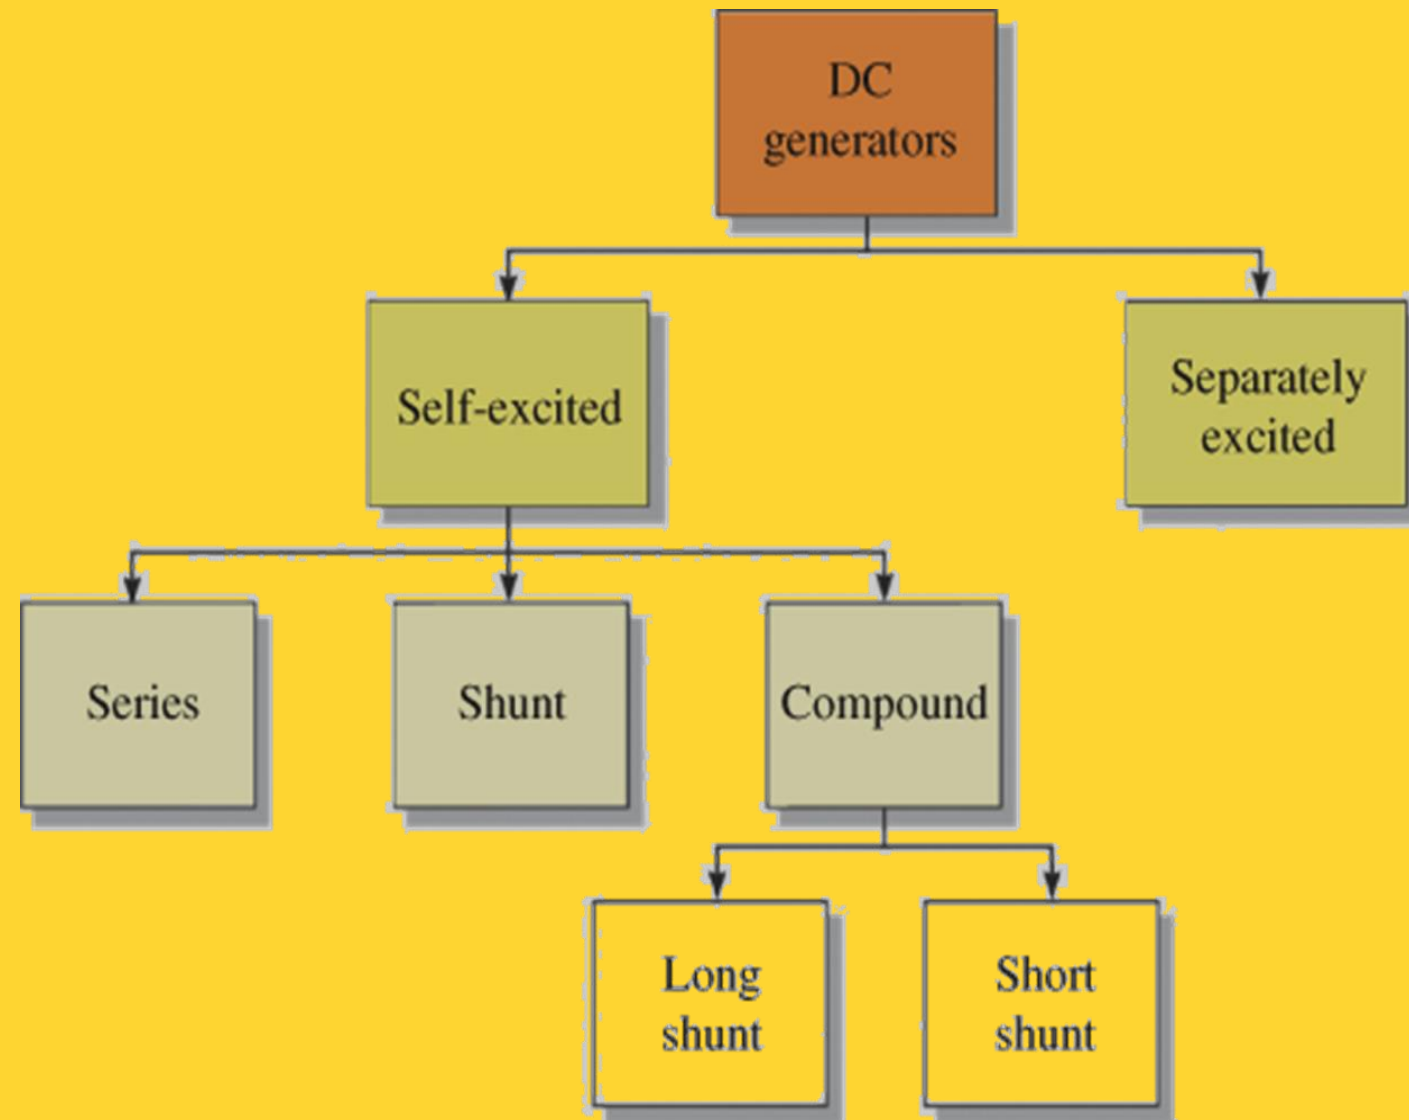 DC
generators
Self-excited
Separately
excited
Series
Shunt
Compound
Long
shunt
Short
shunt